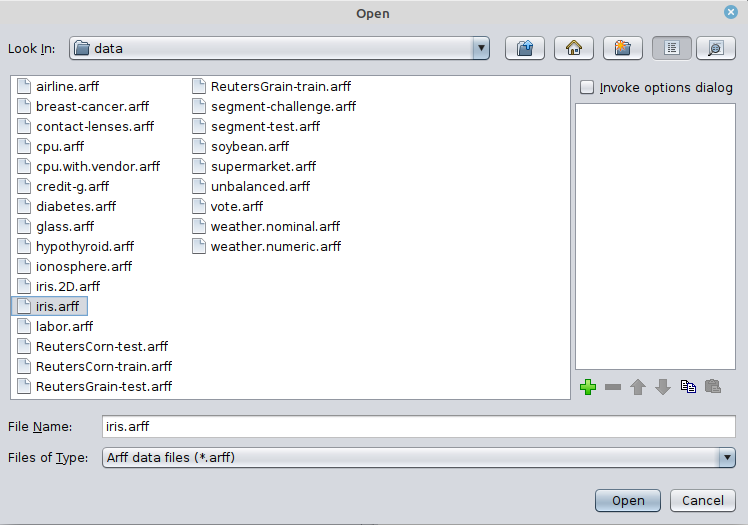 Open
Look In: data
airline.arff
breast-cancer.arff
contact-lenses.arff
cpu.arff
cpu.with.vendor.arff
credit-g.arff
diabetes.arff
glass.arff
hypothyroid.arff
ionosphere.arff
iris.2D.arff
iris.arff
labor.arff
ReutersCorn-test.arff
ReutersCorn-train.arff
ReutersGrain-test.arff
ReutersGrain-train.arff
segment-challenge.arff
segment-test.arff
soybean.arff
supermarket.arff
unbalanced.arff
vote.arff
weather.nominal.arff
weather.numeric.arff
Invoke options dialog
File Name: iris.arff
Files of Type: Arff data files (*.arff)
Open Cancel